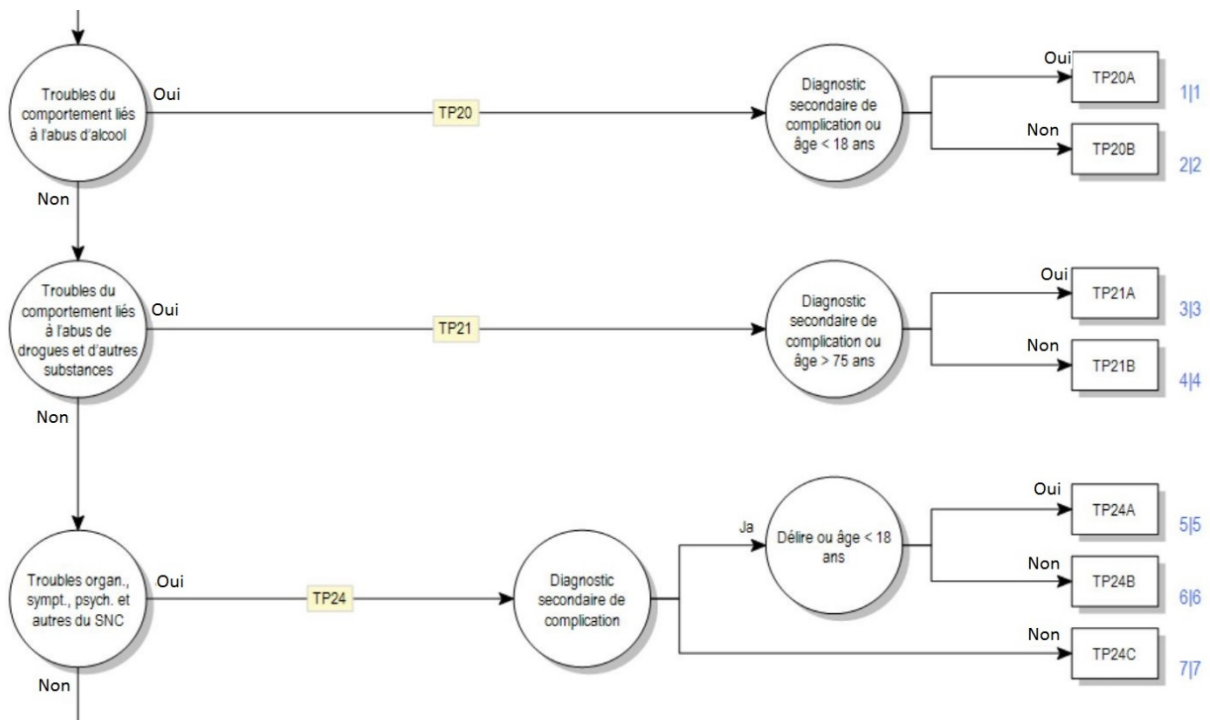 Troubles du
comportement liés
à l'abus d'alcool
Oui
TP20
Diagnostic
secondaire de
complication ou
âge < 18 ans
Oui
TP20A
1|1
Non
TP20B
2|2
Non
Troubles du
comportement liés
à l'abus de
drogues et d'autres
substances
Oui
TP21
Diagnostic
secondaire de
complication ou
âge > 75 ans
Oui
TP21A
3|3
Non
TP21B
4|4
Non
Troubles organ.,
sympt., psych. et
autres du SNC
Oui
TP24
Diagnostic
secondaire de
complication
Ja
Délire ou âge < 18
ans
Oui
TP24A
5|5
Non
TP24B
6|6
Non
TP24C
7|7
Non